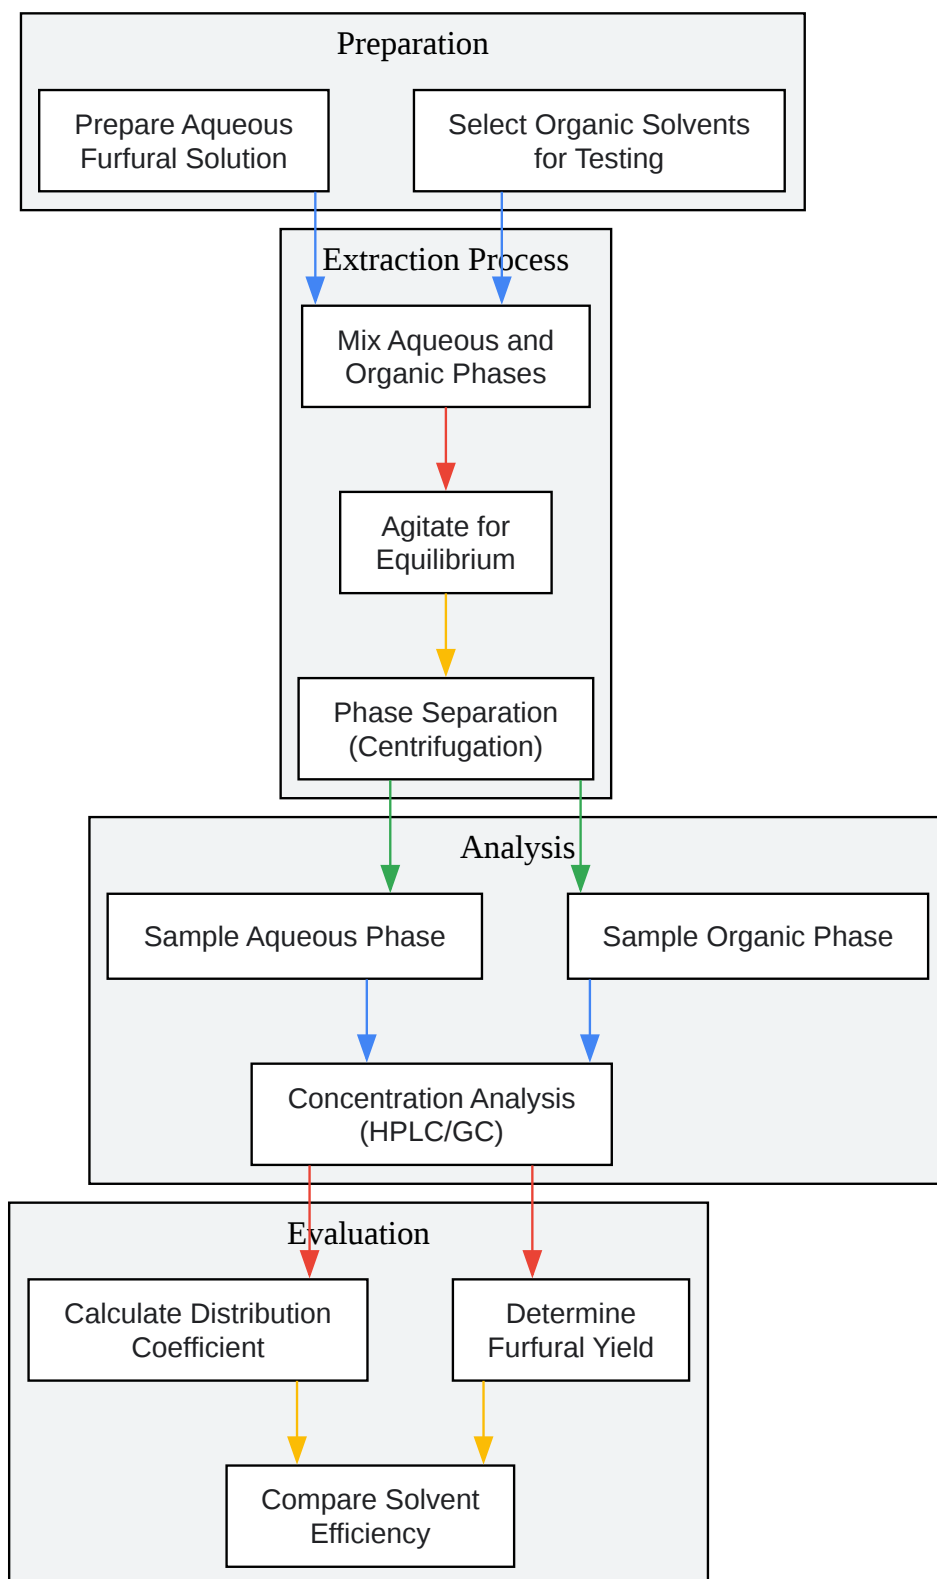 Preparation
Prepare Aqueous
Furfural Solution
Select Organic Solvents
for Testing
Extraction Process
Mix Aqueous and
Organic Phases
Agitate for
Equilibrium
Phase Separation
(Centrifugation)
Analysis
Sample Aqueous Phase
Sample Organic Phase
Concentration Analysis
(HPLC/GC)
Evaluation
Calculate Distribution
Coefficient
Determine
Furfural Yield
Compare Solvent
Efficiency